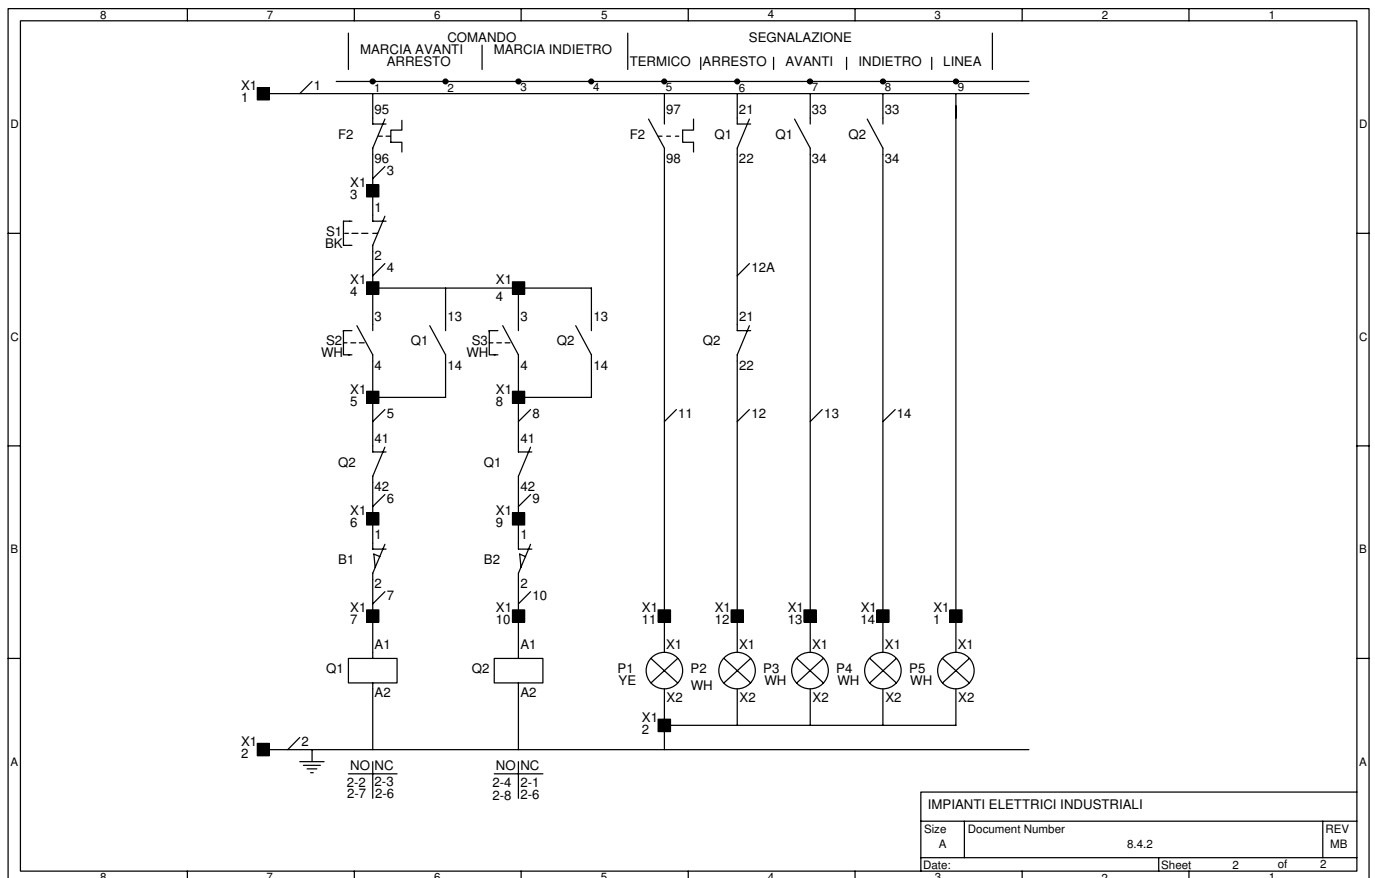 8 7 6 5 4 3 2 1
COMANDO SEGNALAZIONE
MARCIA AVANTI MARCIA INDIETRO
ARRESTO TERMICO ARRESTO AVANTI INDIETRO LINEA
X1 1
1 1 2 3 4 5 6 7 8 9
95 97 21 33 33
D D
F2 F2 Q1 Q1 Q2
96 98 22 34 34
3
X1
3
1
S1
BK
2
4 12A
X1 X1
4 4
3 13 3 13 21
S2 Q1 S3 Q2 Q2
WH WH
C C
4 14 4 14 22
X1 X1
5 8
5 8 11 12 13 14
41 41
Q2 Q1
42 42
6 9
X1 X1
6 9
1 1
B B
B1 B2
2 2
7 10
X1 X1 X1 X1 X1 X1 X1
7 10 11 12 13 14 1
A1 A1 X1 X1 X1 X1 X1
Q1 Q2 P1 P2 P3 P4 P5
YE WH WH WH WH
A2 A2 X2 X2 X2 X2 X2
X1
2
X1 2
2
A A
NO NC NO NC
2-2 2-3 2-4 2-1
2-7 2-6 2-8 2-6
IMPIANTI ELETTRICI INDUSTRIALI
Size Document Number REV
A 8.4.2 MB
Date: Sheet 2 of 2
8 7 6 5 4 3 2 1